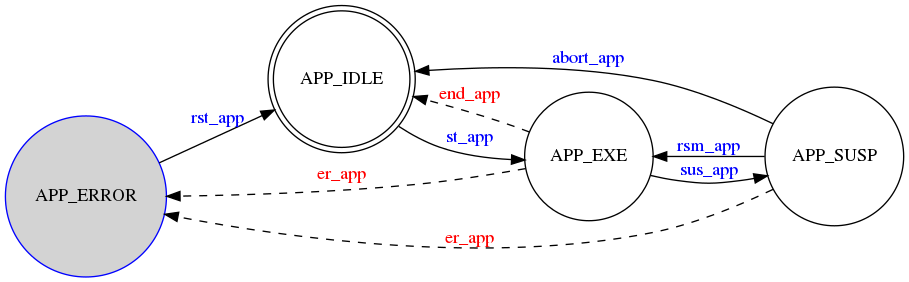 abort_app
APP_IDLE
end_app
rst_app
st_app
rsm_app
APP_EXE
APP_SUSP
er_app
sus_app
APP_ERROR
er_app